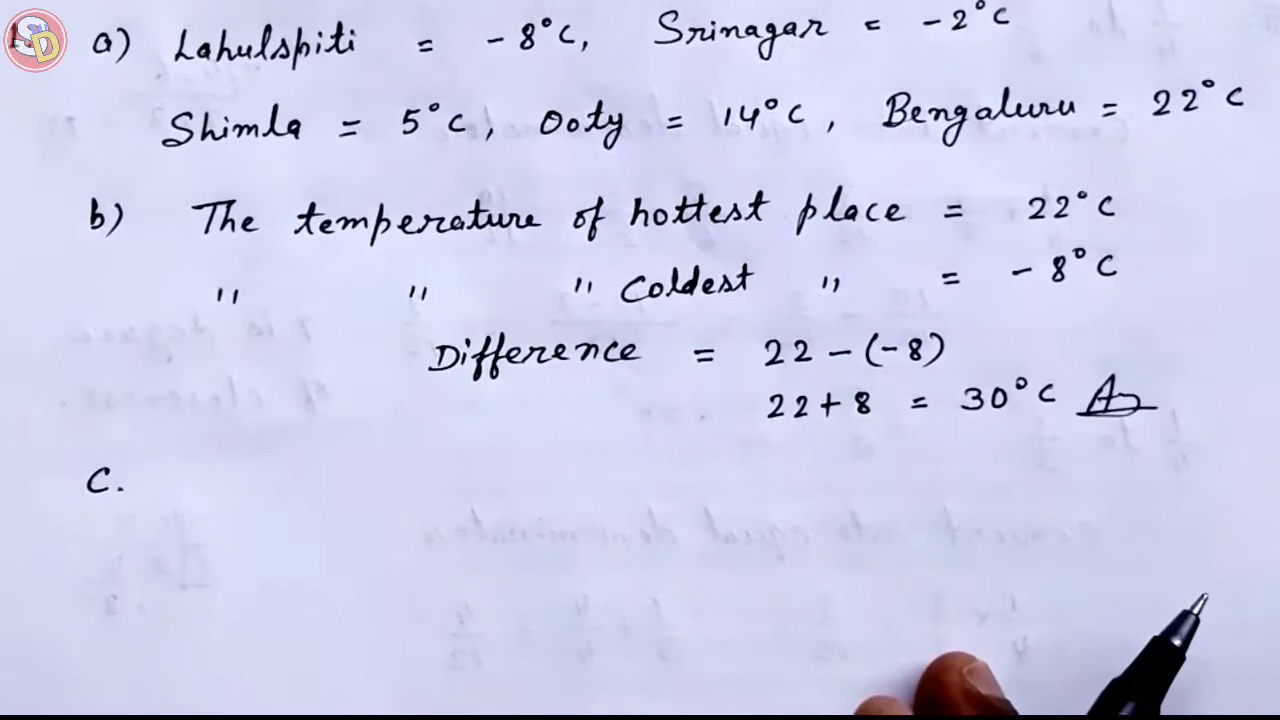 SD
a) Lahulspiti = -8°C, Srinagar = -2°C
Shimla = 5°C, Ooty = 14°C, Bengaluru = 22°C
b) The temperature of hottest place = 22°C
" " " Coldest " = -8°C
Difference = 22 - (-8)
22 + 8 = 30°C
C.